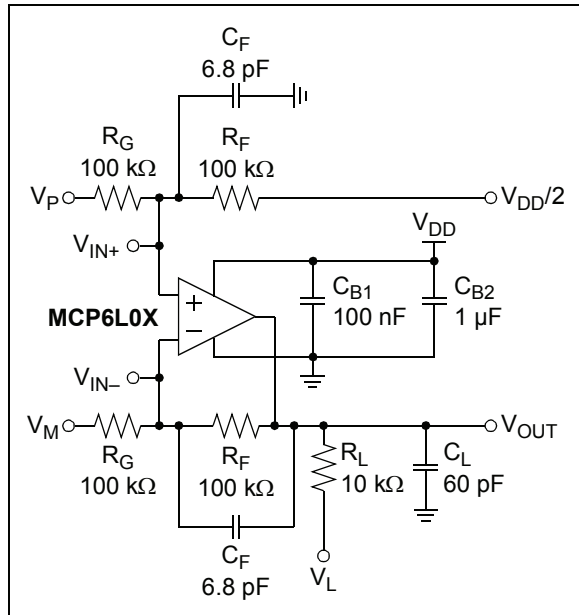 C_F
6.8 pF
R_G
100 kΩ
R_F
100 kΩ
V_P
V_DD/2
V_IN+
V_DD
MCP6L0X
+
−
C_B1
100 nF
C_B2
1 µF
V_IN–
V_M
V_OUT
R_G
100 kΩ
R_F
100 kΩ
R_L
10 kΩ
C_L
60 pF
C_F
6.8 pF
V_L